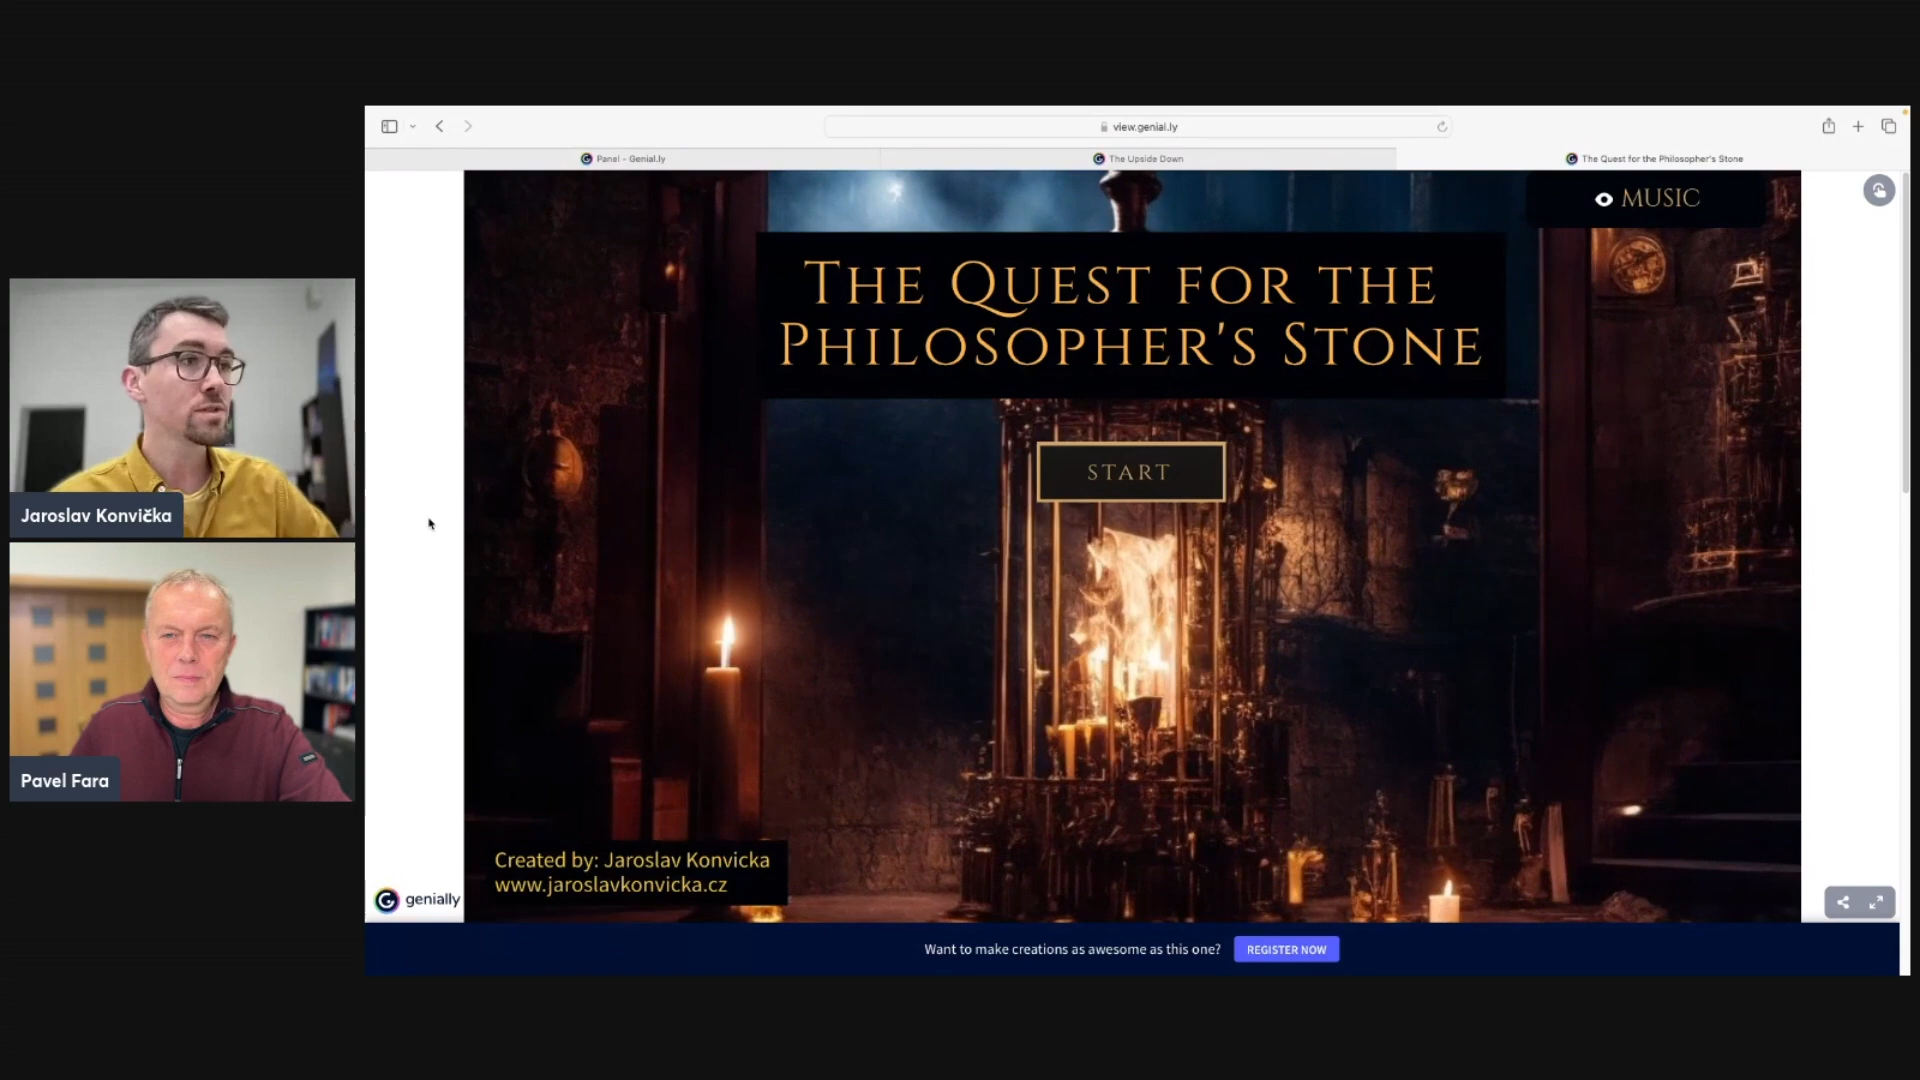 view.genial.ly
Panel - Genial.ly
The Upside Down
The Quest for the Philosopher's Stone
MUSIC
THE QUEST FOR THE
PHILOSOPHER'S STONE
START
Jaroslav Konvička
Pavel Fara
Created by: Jaroslav Konvicka
www.jaroslavkonvicka.cz
genially
Want to make creations as awesome as this one?
REGISTER NOW